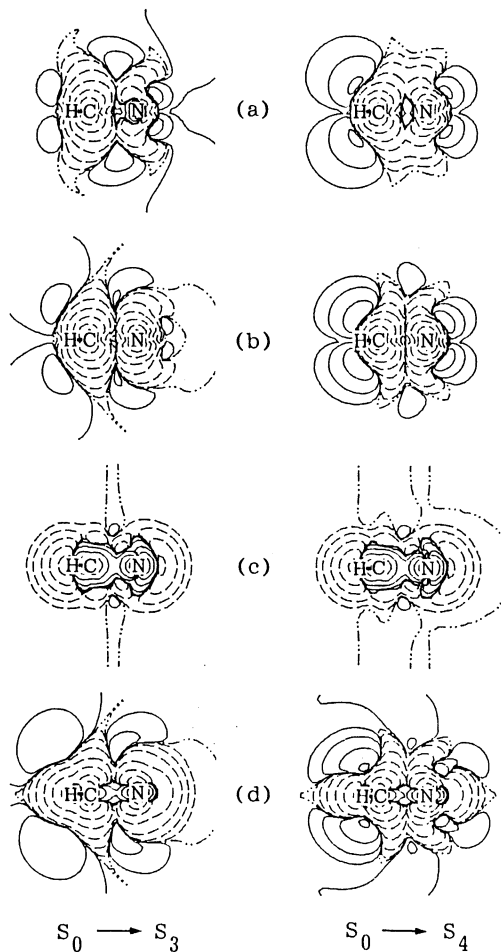 H·C N (a) H·C N
H·C N (b) H·C N
H·C N (c) H·C N
H·C N (d) H·C N
S₀ → S₃ S₀ → S₄